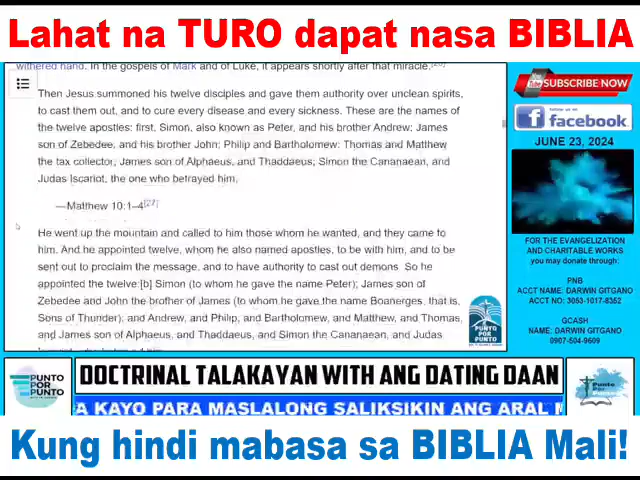 Lahat na TURO dapat nasa BIBLIA
withered hand. In the gospels of Mark and of Luke, it appears shortly after that miracle.
Then Jesus summoned his twelve disciples and gave them authority over unclean spirits,
to cast them out, and to cure every disease and every sickness. These are the names of
the twelve apostles: first, Simon, also known as Peter, and his brother Andrew; James
son of Zebedee, and his brother John; Philip and Bartholomew; Thomas and Matthew
the tax collector; James son of Alphaeus, and Thaddaeus; Simon the Cananaean, and
Judas Iscariot, the one who betrayed him.
—Matthew 10:1–4[27]
He went up the mountain and called to him those whom he wanted, and they came to
him. And he appointed twelve, whom he also named apostles, to be with him, and to be
sent out to proclaim the message, and to have authority to cast out demons. So he
appointed the twelve:[b] Simon (to whom he gave the name Peter); James son of
Zebedee and John the brother of James (to whom he gave the name Boanerges, that is,
Sons of Thunder); and Andrew, and Philip, and Bartholomew, and Matthew, and Thomas,
and James son of Alphaeus, and Thaddaeus, and Simon the Cananaean, and Judas
SUBSCRIBE NOW
facebook
JUNE 23, 2024
FOR THE EVANGELIZATION
AND CHARITABLE WORKS
you may donate through:
PNB
ACCT NAME: DARWIN GITGANO
ACCT NO: 3053-1017-8352
GCASH
NAME: DARWIN GITGANO
0907-504-9609
PUNTO
POR
PUNTO
PUNTO
POR PUNTO
DOCTRINAL TALAKAYAN WITH ANG DATING DAAN
A KAYO PARA MASLALONG SALIKSIKIN ANG ARAL M
Punto
Por
Kung hindi mabasa sa BIBLIA Mali!